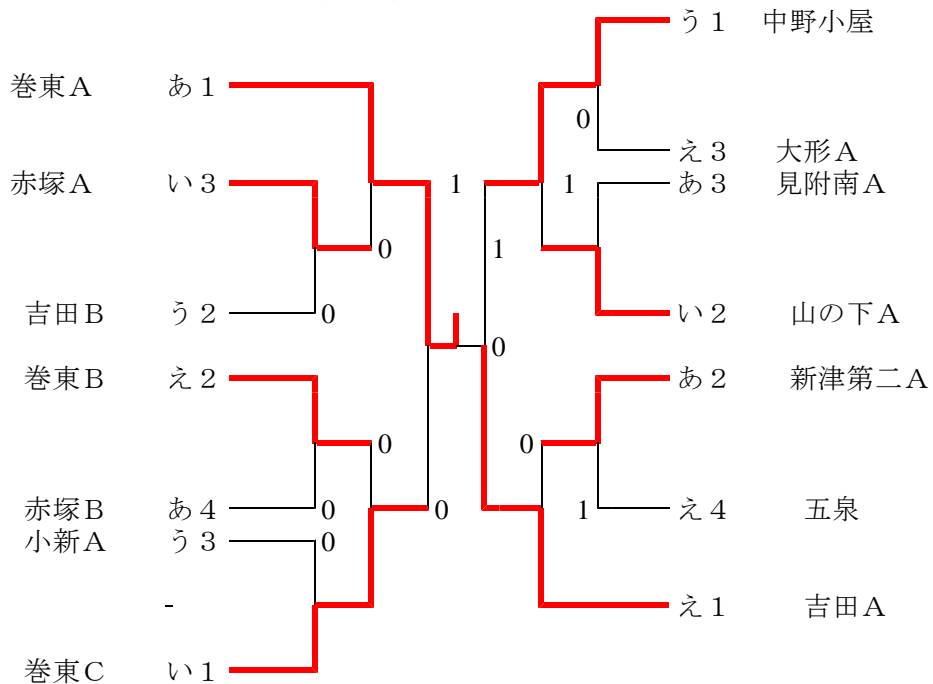 う１ 中野小屋
巻東Ａ あ１
0
え３ 大形Ａ
赤塚Ａ い３ 1 1 あ３ 見附南Ａ
0 1
吉田Ｂ う２ 0 い２ 山の下Ａ
0
巻東Ｂ え２ あ２ 新津第二Ａ
0 0
赤塚Ｂ あ４ 0 0 1 え４ 五泉
小新Ａ う３ 0
- え１ 吉田Ａ
巻東Ｃ い１